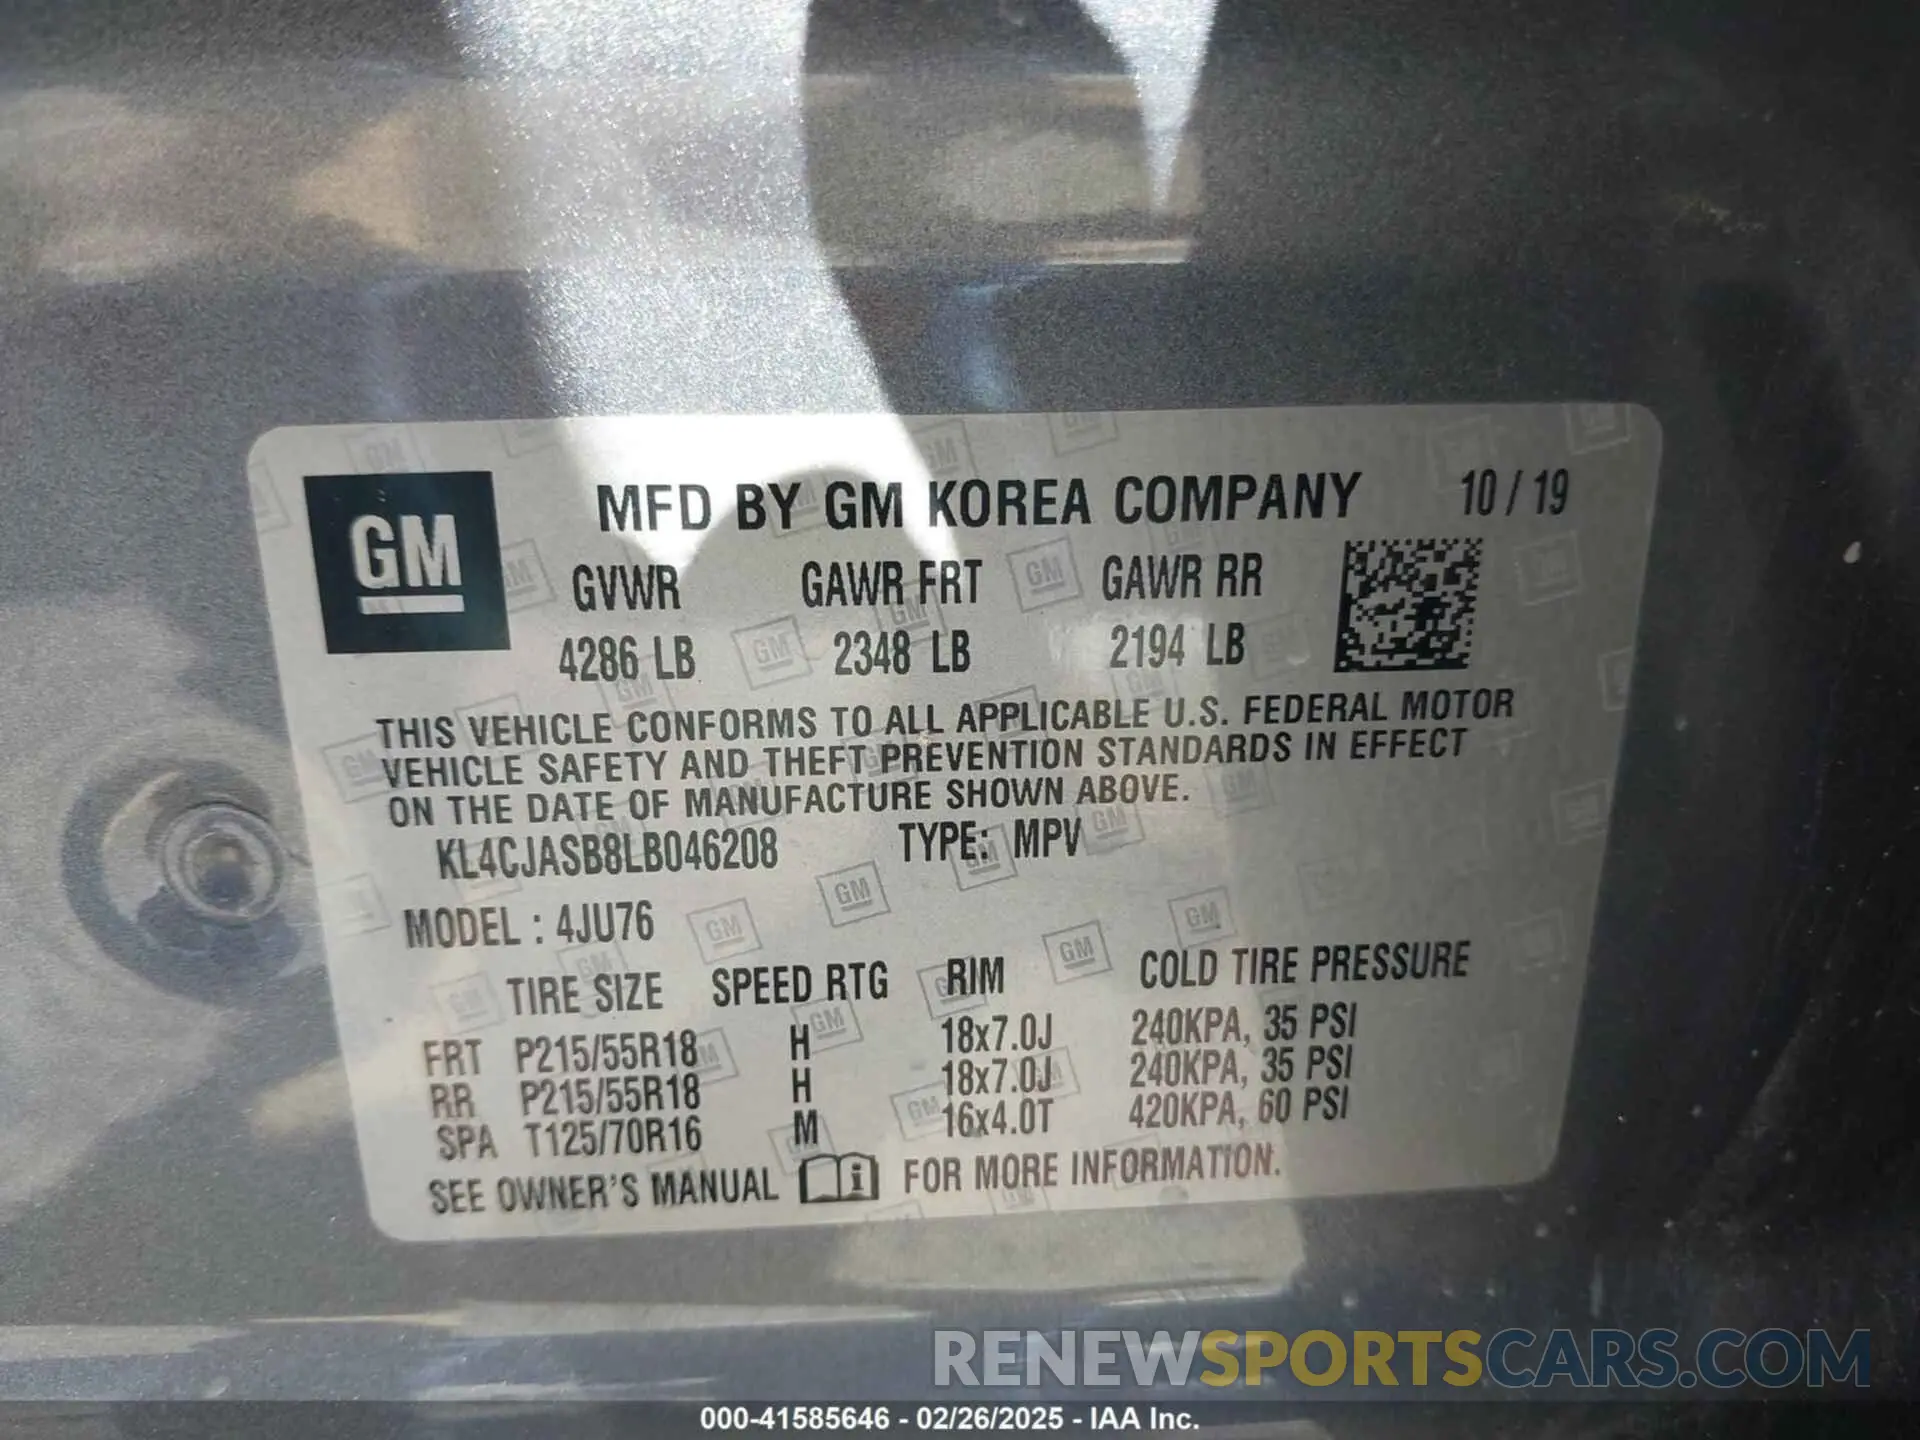 GM
MFD BY GM KOREA COMPANY 10 / 19
GVWR GAWR FRT GAWR RR
4286 LB 2348 LB 2194 LB
THIS VEHICLE CONFORMS TO ALL APPLICABLE U.S. FEDERAL MOTOR
VEHICLE SAFETY AND THEFT PREVENTION STANDARDS IN EFFECT
ON THE DATE OF MANUFACTURE SHOWN ABOVE.
KL4CJASB8LB046208 TYPE: MPV
MODEL : 4JU76
TIRE SIZE SPEED RTG RIM COLD TIRE PRESSURE
FRT P215/55R18 H 18x7.0J 240KPA, 35 PSI
RR P215/55R18 H 18x7.0J 240KPA, 35 PSI
SPA T125/70R16 M 16x4.0T 420KPA, 60 PSI
SEE OWNER'S MANUAL i FOR MORE INFORMATION.
RENEWSPORTSCARS.COM
000-41585646 - 02/26/2025 - IAA Inc.